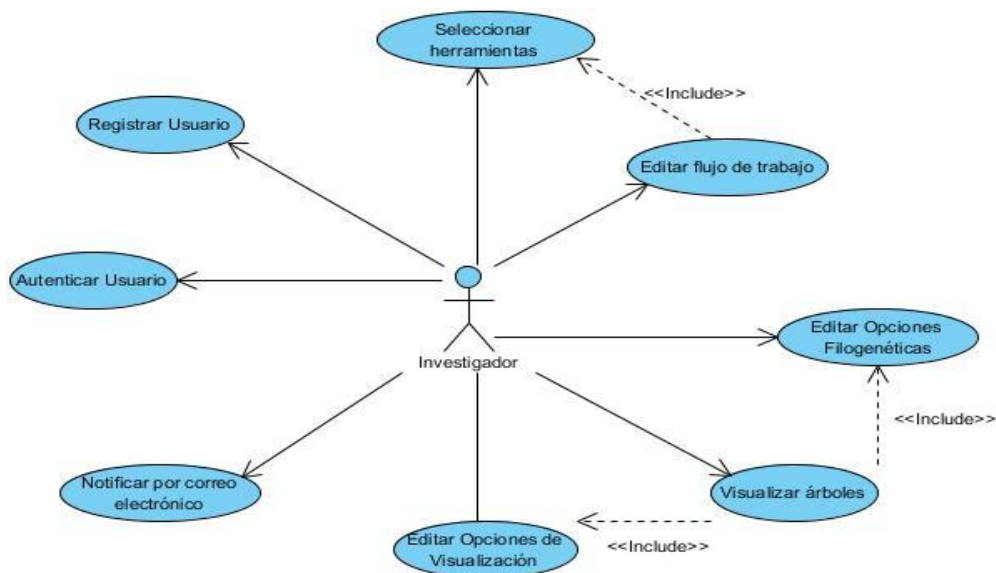 Seleccionar
herramientas
<<Include>>
Registrar Usuario
Editar flujo de trabajo
Autenticar Usuario
Investigador
Editar Opciones
Filogenéticas
<<Include>>
Notificar por correo
electrónico
Visualizar árboles
Editar Opciones de
Visualización
<<Include>>